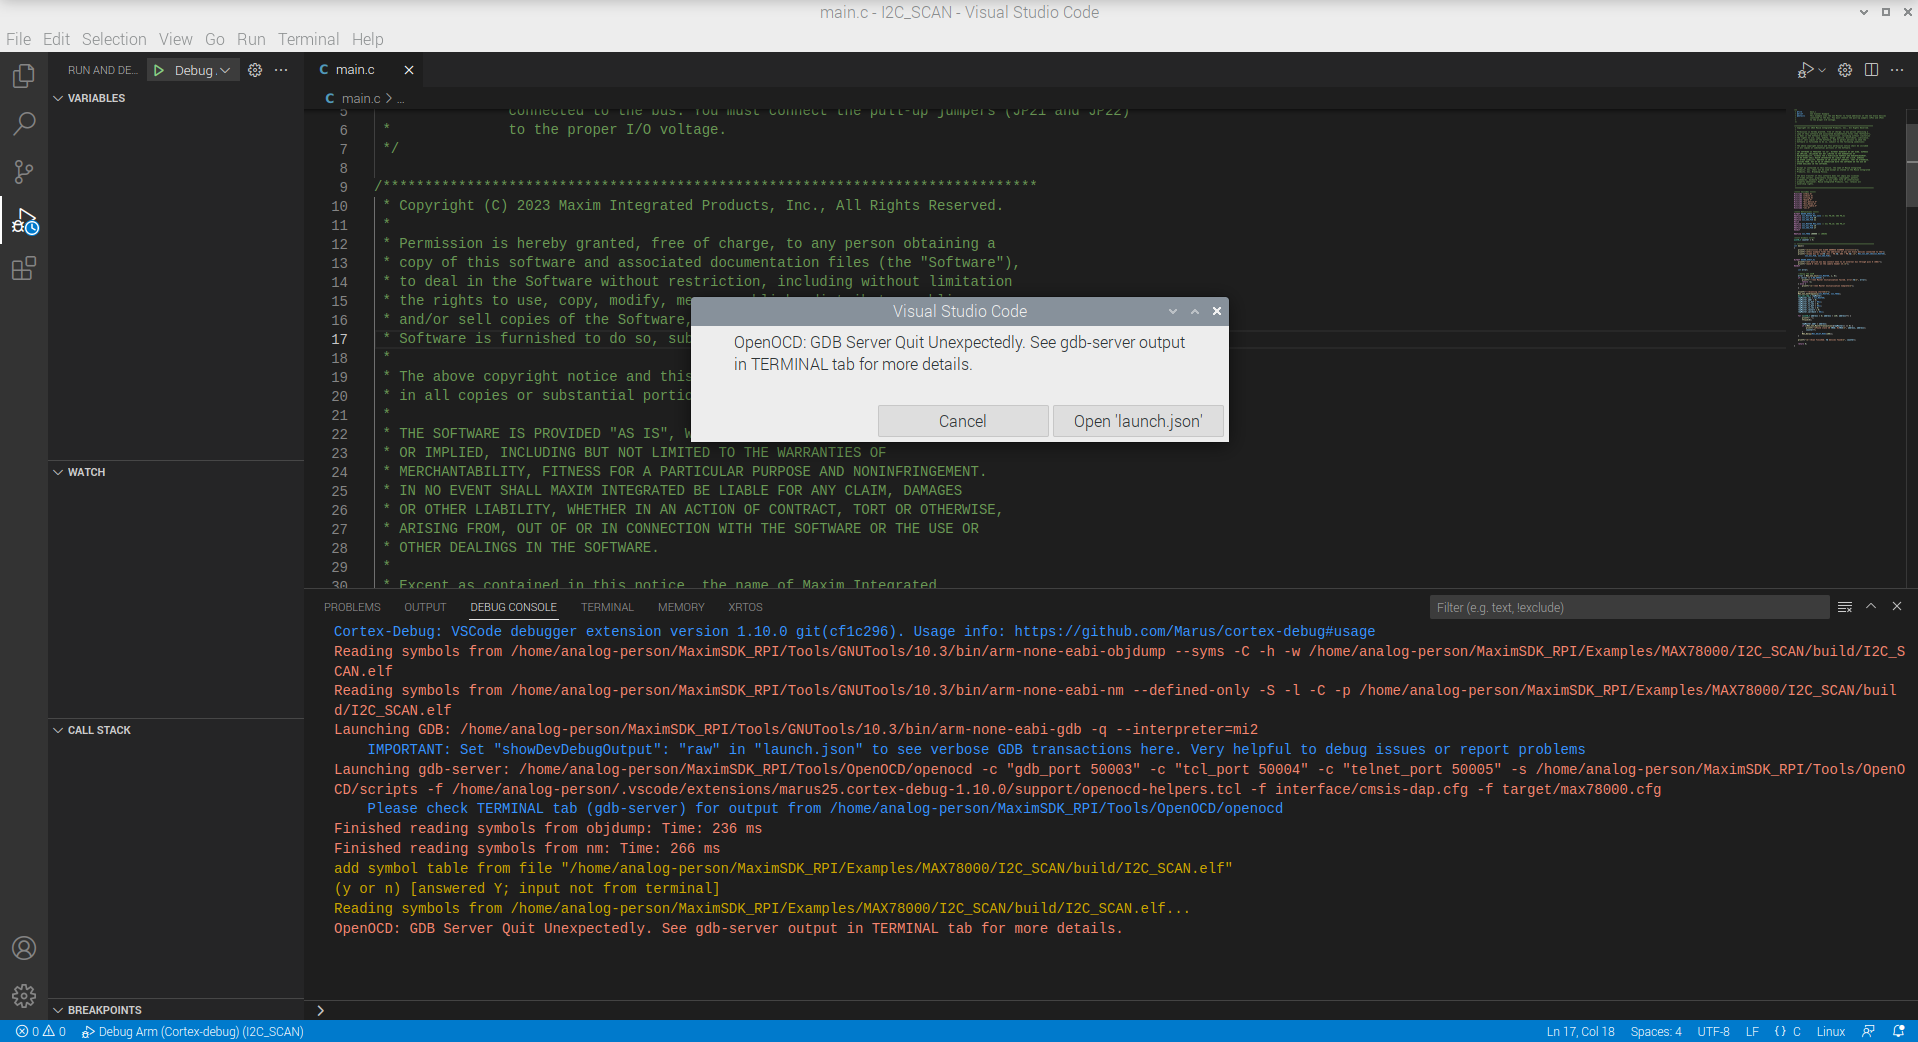 main.c - I2C_SCAN - Visual Studio Code
File Edit Selection View Go Run Terminal Help
RUN AND DE... Debug
VARIABLES
WATCH
CALL STACK
BREAKPOINTS
C main.c
C main.c > ...
5 connected to the bus. You must connect the pull-up jumpers (JP21 and JP22)
6 * to the proper I/O voltage.
7 */
8
9 /******************************************************************************
10 * Copyright (C) 2023 Maxim Integrated Products, Inc., All Rights Reserved.
11 *
12 * Permission is hereby granted, free of charge, to any person obtaining a
13 * copy of this software and associated documentation files (the "Software"),
14 * to deal in the Software without restriction, including without limitation
15 * the rights to use, copy, modify,
16 * and/or sell copies of the Software,
17 * Software is furnished to do so,
18 *
19 * The above copyright notice and this
20 * in all copies or substantial
21 *
22 * THE SOFTWARE IS PROVIDED "AS IS",
23 * OR IMPLIED, INCLUDING BUT NOT LIMITED TO THE WARRANTIES OF
24 * MERCHANTABILITY, FITNESS FOR A PARTICULAR PURPOSE AND NONINFRINGEMENT.
25 * IN NO EVENT SHALL MAXIM INTEGRATED BE LIABLE FOR ANY CLAIM, DAMAGES
26 * OR OTHER LIABILITY, WHETHER IN AN ACTION OF CONTRACT, TORT OR OTHERWISE,
27 * ARISING FROM, OUT OF OR IN CONNECTION WITH THE SOFTWARE OR THE USE OR
28 * OTHER DEALINGS IN THE SOFTWARE.
29 *
30 * Except as contained in this notice, the name of Maxim Integrated
Visual Studio Code
OpenOCD: GDB Server Quit Unexpectedly. See gdb-server output
in TERMINAL tab for more details.
Cancel Open 'launch.json'
PROBLEMS OUTPUT DEBUG CONSOLE TERMINAL MEMORY XRTOS Filter (e.g. text, !exclude)
Cortex-Debug: VSCode debugger extension version 1.10.0 git(cf1c296). Usage info: https://github.com/Marus/cortex-debug#usage
Reading symbols from /home/analog-person/MaximSDK_RPI/Tools/GNUTools/10.3/bin/arm-none-eabi-objdump --syms -C -h -w /home/analog-person/MaximSDK_RPI/Examples/MAX78000/I2C_SCAN/build/I2C_S
CAN.elf
Reading symbols from /home/analog-person/MaximSDK_RPI/Tools/GNUTools/10.3/bin/arm-none-eabi-nm --defined-only -S -l -C -p /home/analog-person/MaximSDK_RPI/Examples/MAX78000/I2C_SCAN/buil
d/I2C_SCAN.elf
Launching GDB: /home/analog-person/MaximSDK_RPI/Tools/GNUTools/10.3/bin/arm-none-eabi-gdb -q --interpreter=mi2
IMPORTANT: Set "showDevDebugOutput": "raw" in "launch.json" to see verbose GDB transactions here. Very helpful to debug issues or report problems
Launching gdb-server: /home/analog-person/MaximSDK_RPI/Tools/OpenOCD/openocd -c "gdb_port 50003" -c "tcl_port 50004" -c "telnet_port 50005" -s /home/analog-person/MaximSDK_RPI/Tools/OpenO
CD/scripts -f /home/analog-person/.vscode/extensions/marus25.cortex-debug-1.10.0/support/openocd-helpers.tcl -f interface/cmsis-dap.cfg -f target/max78000.cfg
Please check TERMINAL tab (gdb-server) for output from /home/analog-person/MaximSDK_RPI/Tools/OpenOCD/openocd
Finished reading symbols from objdump: Time: 236 ms
Finished reading symbols from nm: Time: 266 ms
add symbol table from file "/home/analog-person/MaximSDK_RPI/Examples/MAX78000/I2C_SCAN/build/I2C_SCAN.elf"
(y or n) [answered Y; input not from terminal]
Reading symbols from /home/analog-person/MaximSDK_RPI/Examples/MAX78000/I2C_SCAN/build/I2C_SCAN.elf...
OpenOCD: GDB Server Quit Unexpectedly. See gdb-server output in TERMINAL tab for more details.
>
0 0 Debug Arm (Cortex-debug) (I2C_SCAN) Ln 17, Col 18 Spaces: 4 UTF-8 LF {} C Linux